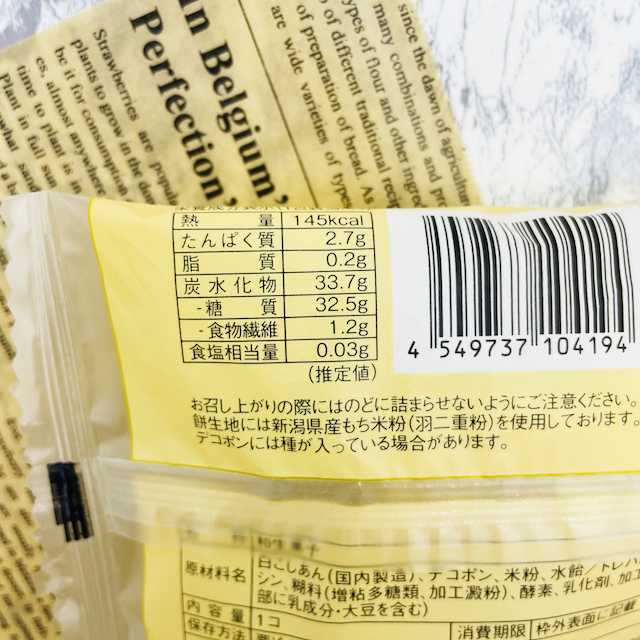 熱 量 145kcal
たんぱく質 2.7g
脂 質 0.2g
炭水化物 33.7g
-糖 質 32.5g
-食物繊維 1.2g
食塩相当量 0.03g
(推定値)
4 549737 104194
お召し上がりの際にはのどに詰まらせないようにご注意ください。
餅生地には新潟県産もち米粉(羽二重粉)を使用しております。
デコポンには種が入っている場合があります。
和生菓子
原材料名 白こしあん(国内製造)、デコポン、米粉、水飴/トレハ
シン、糊料(増粘多糖類、加工澱粉)、酵素、乳化剤、加工
部に乳成分・大豆を含む)
内容量 1コ
消費期限 枠外表面に記載
保存方法
in Belgium'
Perfection'
Strawberries are popula
plants to grow in the
be it for consumption
es, almost anywhere
time to plant is
Plant in full sun
since the dawn of agricultur
many combinations and pro
types of flour and other ingred
of different traditional recip
of preparation of bread. As
are wide varieties of types